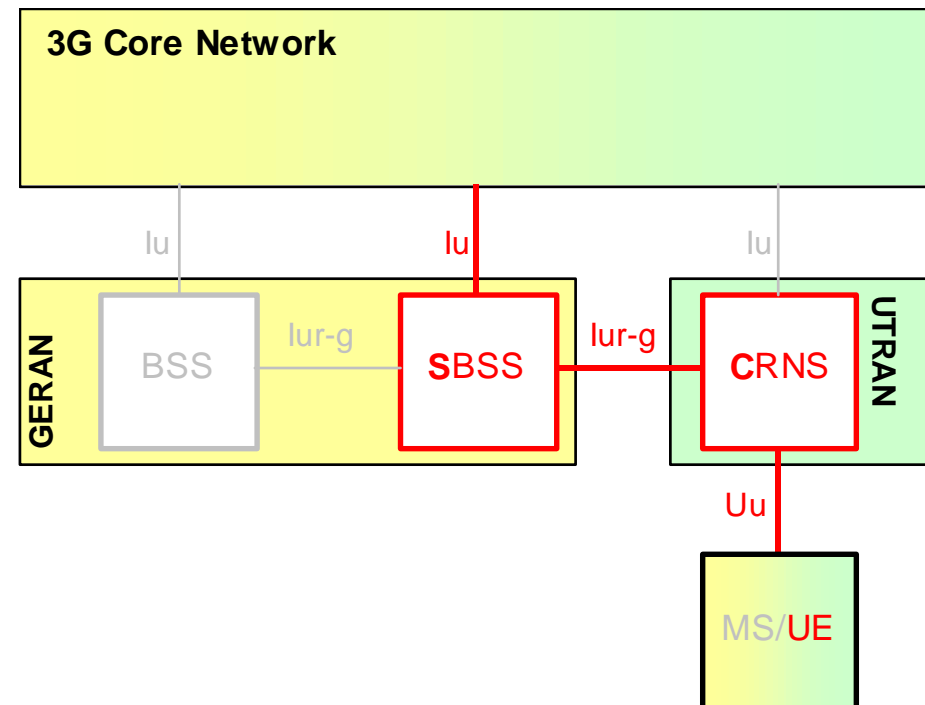 3G Core Network
Iu
Iu
Iu
GERAN
BSS
Iur-g
SBSS
Iur-g
CRNS
UTRAN
Uu
MS/UE